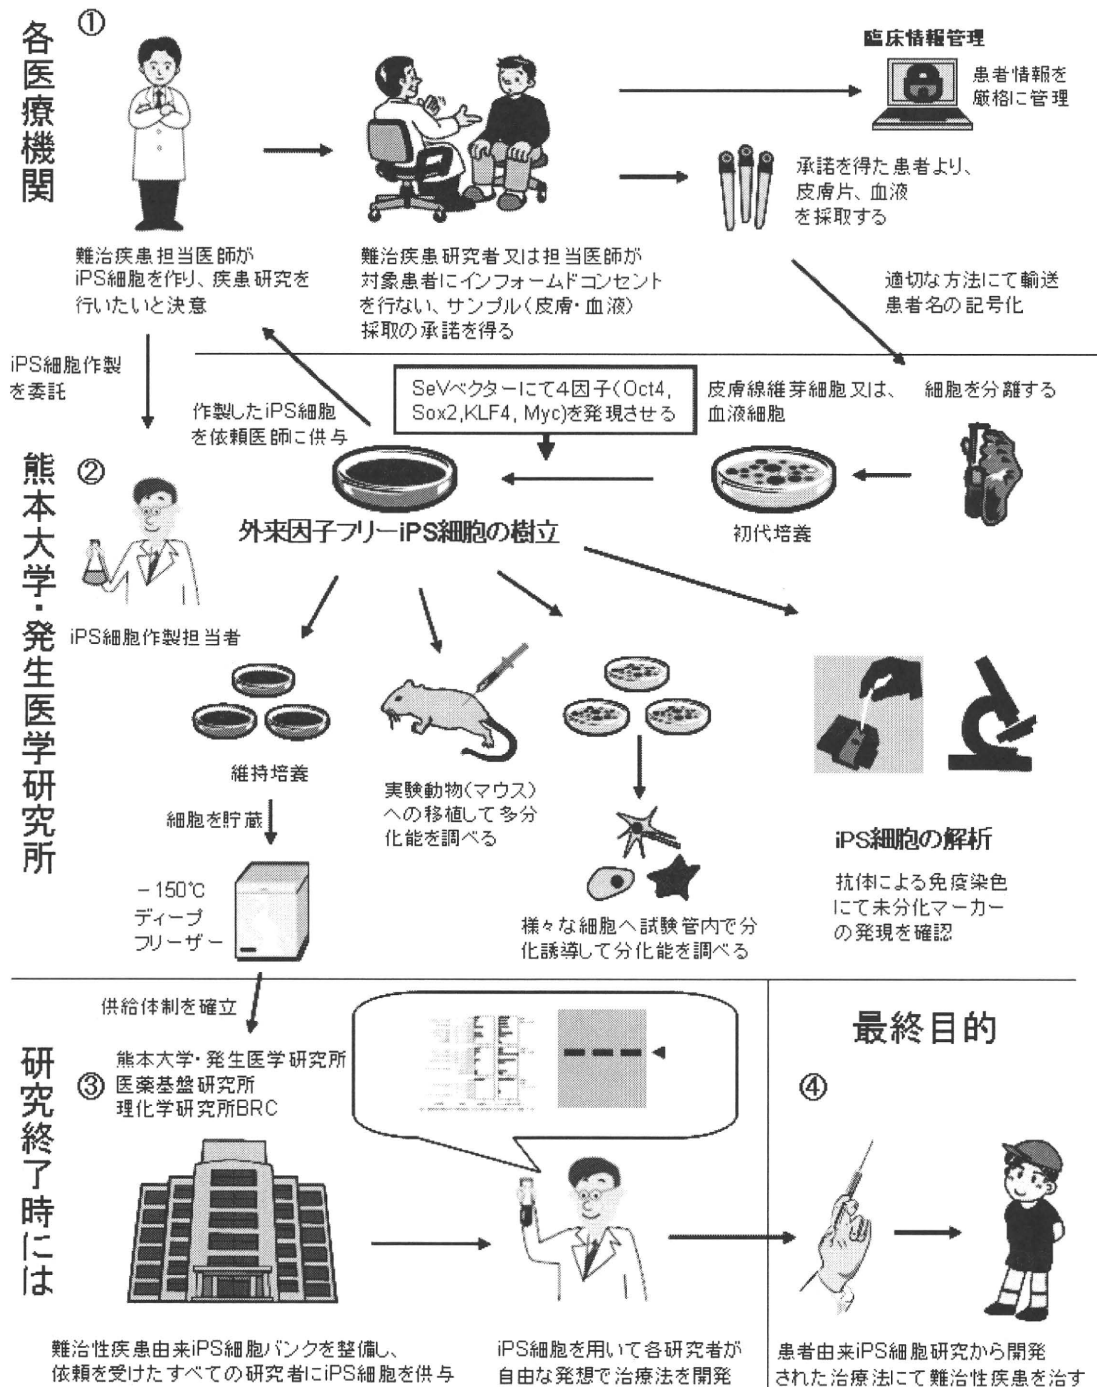 各医療機関
①
難治疾患担当医師が
iPS細胞を作り、疾患研究を
行いたいと決意
難治疾患研究者又は担当医師が
対象患者にインフォームドコンセント
を行ない、サンプル（皮膚・血液）
採取の承諾を得る
臨床情報管理
患者情報を
厳格に管理
承諾を得た患者より、
皮膚片、血液
を採取する
適切な方法にて輸送
患者名の記号化
iPS細胞作製
を委託
熊本大学・発生医学研究所
②
iPS細胞作製担当者
作製したiPS細胞
を依頼医師に供与
SeVベクターにて4因子(Oct4,
Sox2,KLF4, Myc)を発現させる
皮膚線維芽細胞又は、
血液細胞
細胞を分離する
初代培養
外来因子フリーiPS細胞の樹立
維持培養
細胞を貯蔵
－150℃
ディープ
フリーザー
実験動物(マウス)
への移植して多分
化能を調べる
様々な細胞へ試験管内で分
化誘導して分化能を調べる
iPS細胞の解析
抗体による免疫染色
にて未分化マーカー
の発現を確認
供給体制を確立
研究終了時には
③
熊本大学・発生医学研究所
医薬基盤研究所
理化学研究所BRC
難治性疾患由来iPS細胞バンクを整備し、
依頼を受けたすべての研究者にiPS細胞を供与
iPS細胞を用いて各研究者が
自由な発想で治療法を開発
最終目的
④
患者由来iPS細胞研究から開発
された治療法にて難治性疾患を治す